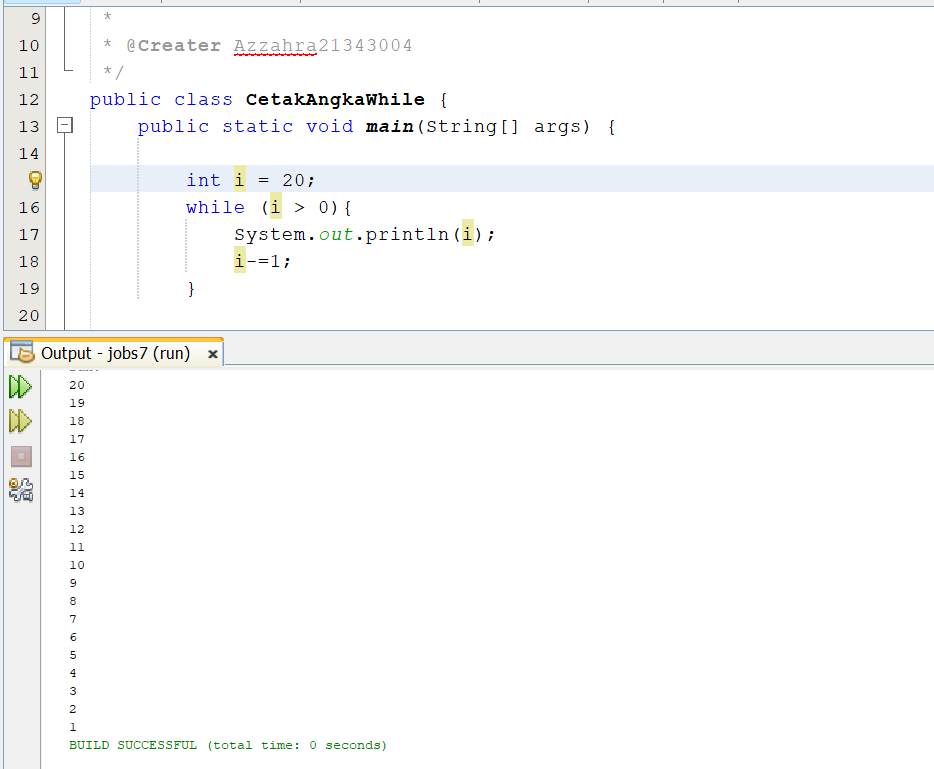 9 *
10 * @Creater Azzahra21343004
11 */
12 public class CetakAngkaWhile {
13 public static void main(String[] args) {
14
int i = 20;
16 while (i > 0){
17 System.out.println(i);
18 i-=1;
19 }
20
Output - jobs7 (run) ×
20
19
18
17
16
15
14
13
12
11
10
9
8
7
6
5
4
3
2
1
BUILD SUCCESSFUL (total time: 0 seconds)